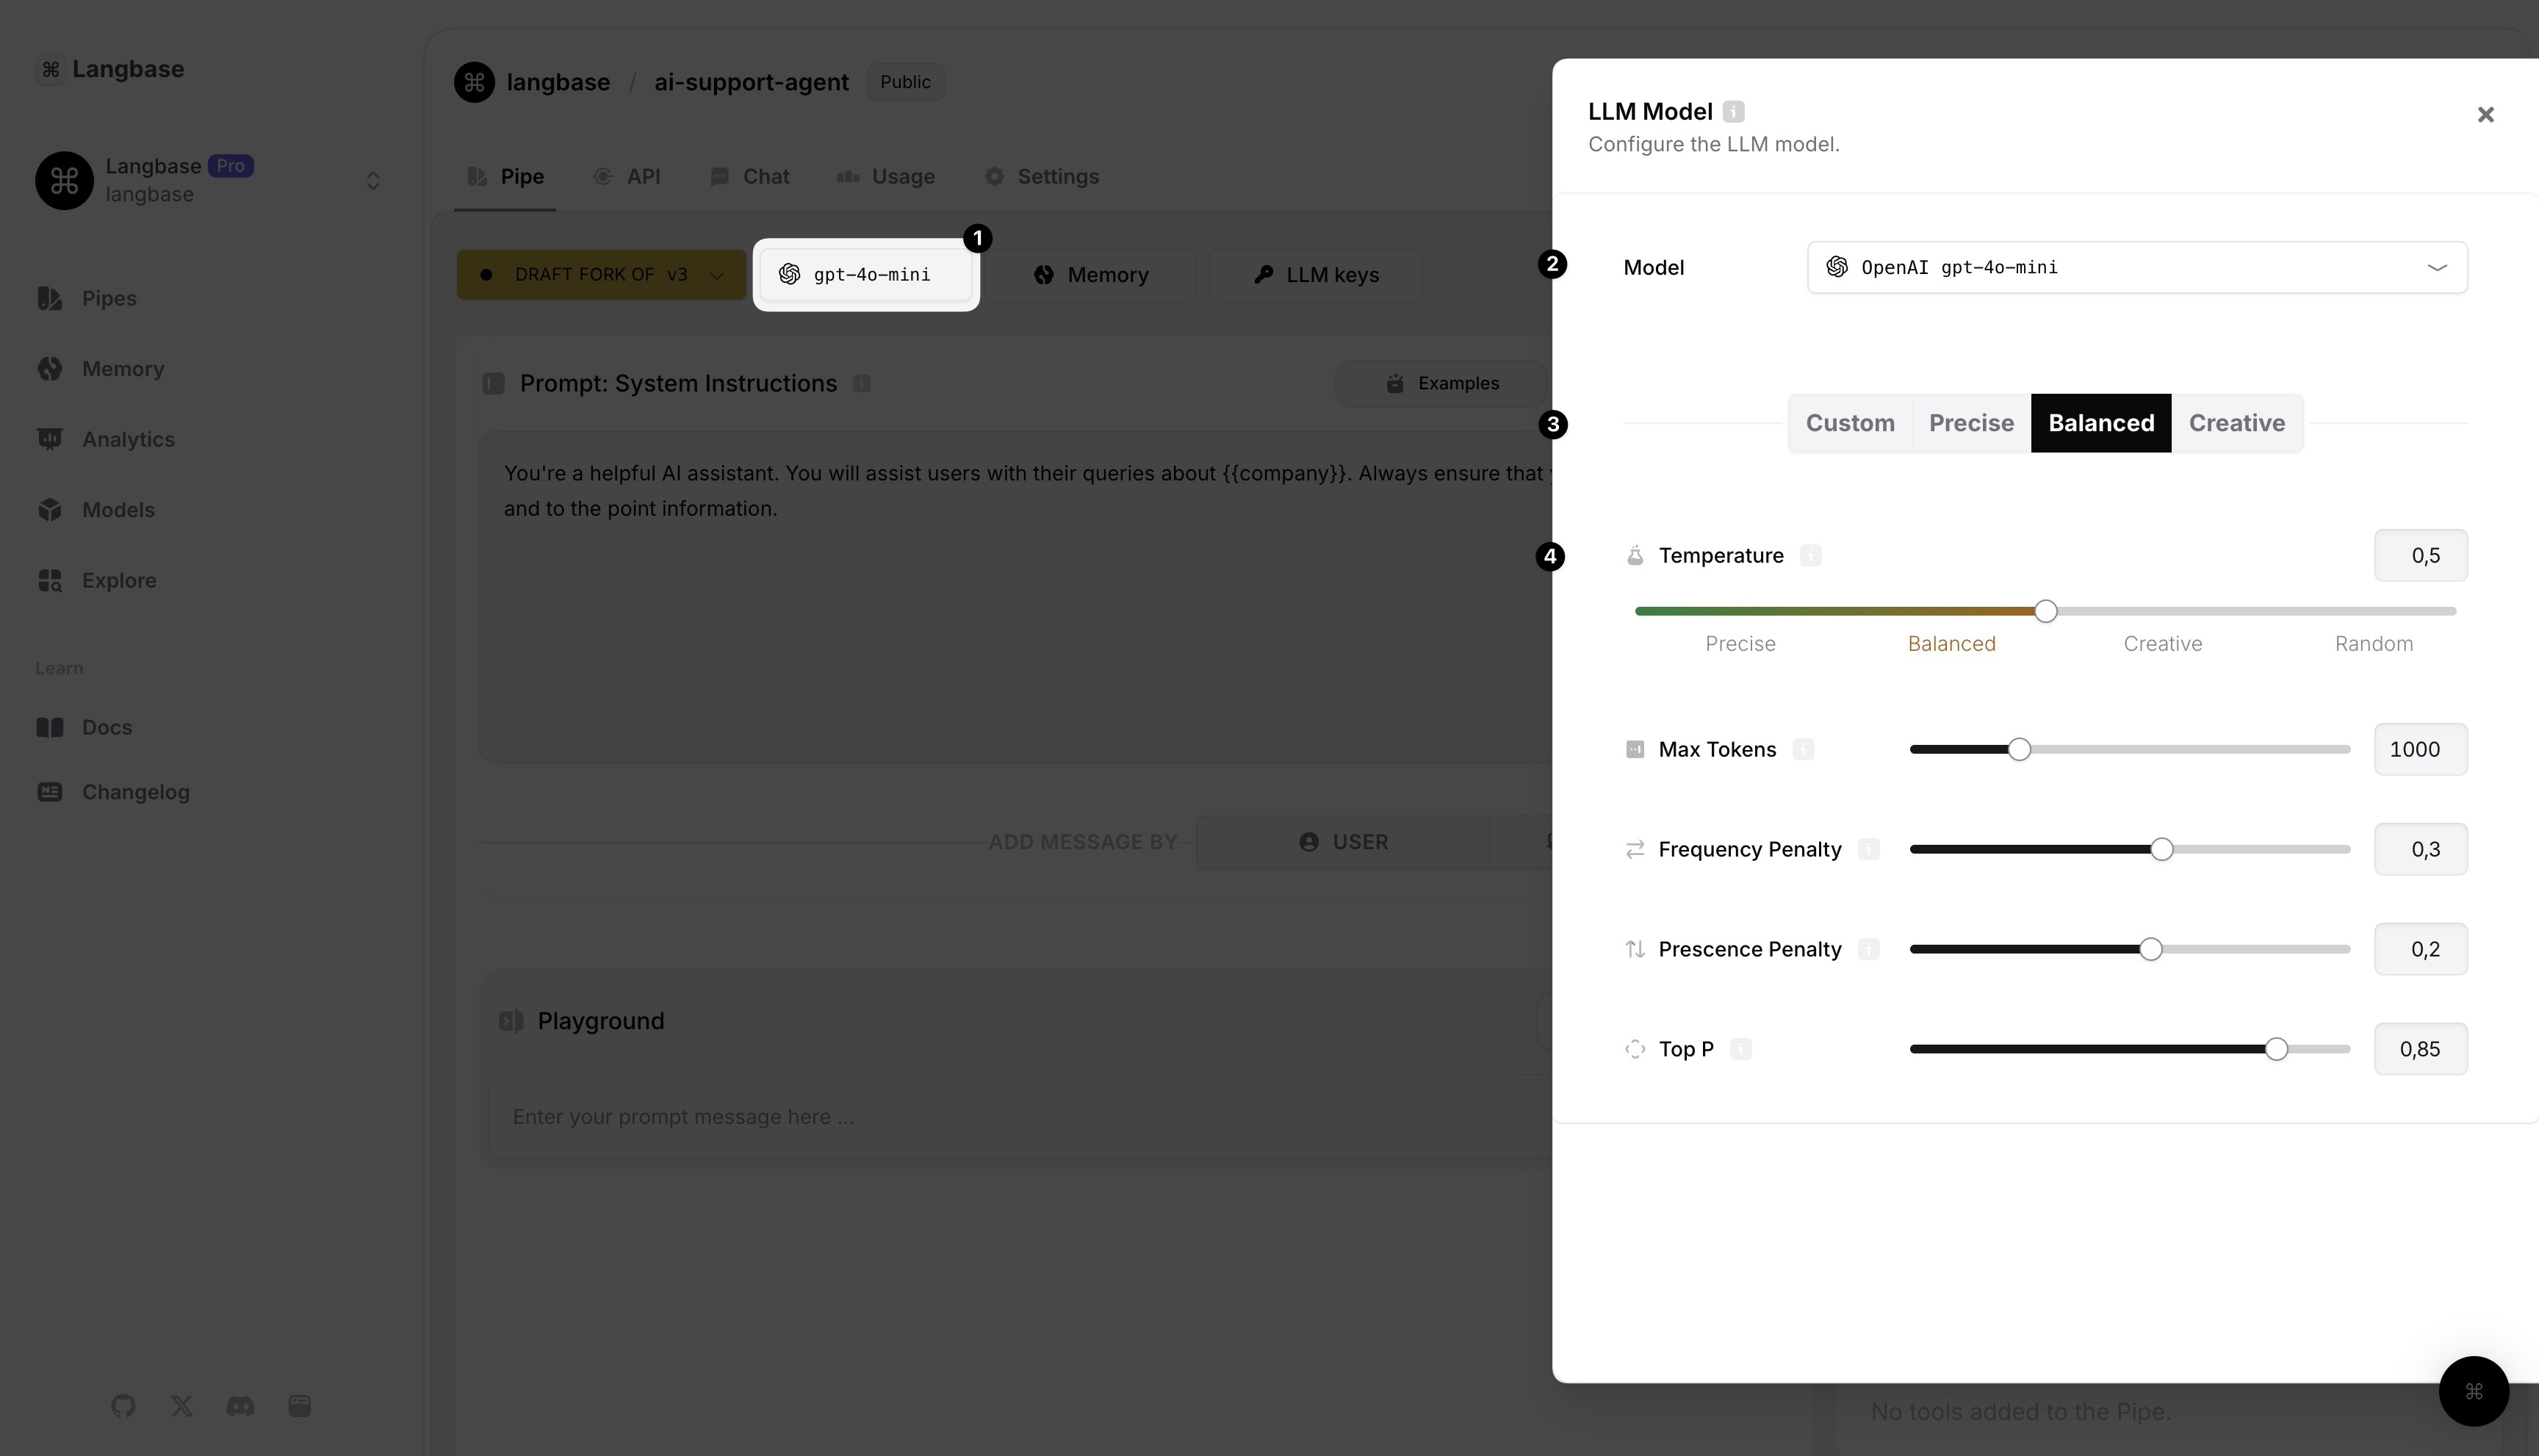 Langbase
Langbase Pro
langbase
Pipes
Memory
Analytics
Models
Explore
Learn
Docs
Changelog
langbase / ai-support-agent Public
Pipe API Chat Usage Settings
DRAFT FORK OF v3 gpt-4o-mini 1 Memory LLM keys
Prompt: System Instructions Examples
You're a helpful AI assistant. You will assist users with their queries about {{company}}. Always ensure that
and to the point information.
ADD MESSAGE BY USER
Playground
Enter your prompt message here ...
LLM Model
Configure the LLM model.
2 Model OpenAI gpt-4o-mini
3 Custom Precise Balanced Creative
4 Temperature 0,5
Precise Balanced Creative Random
Max Tokens 1000
Frequency Penalty 0,3
Prescence Penalty 0,2
Top P 0,85
No tools added to the Pipe.